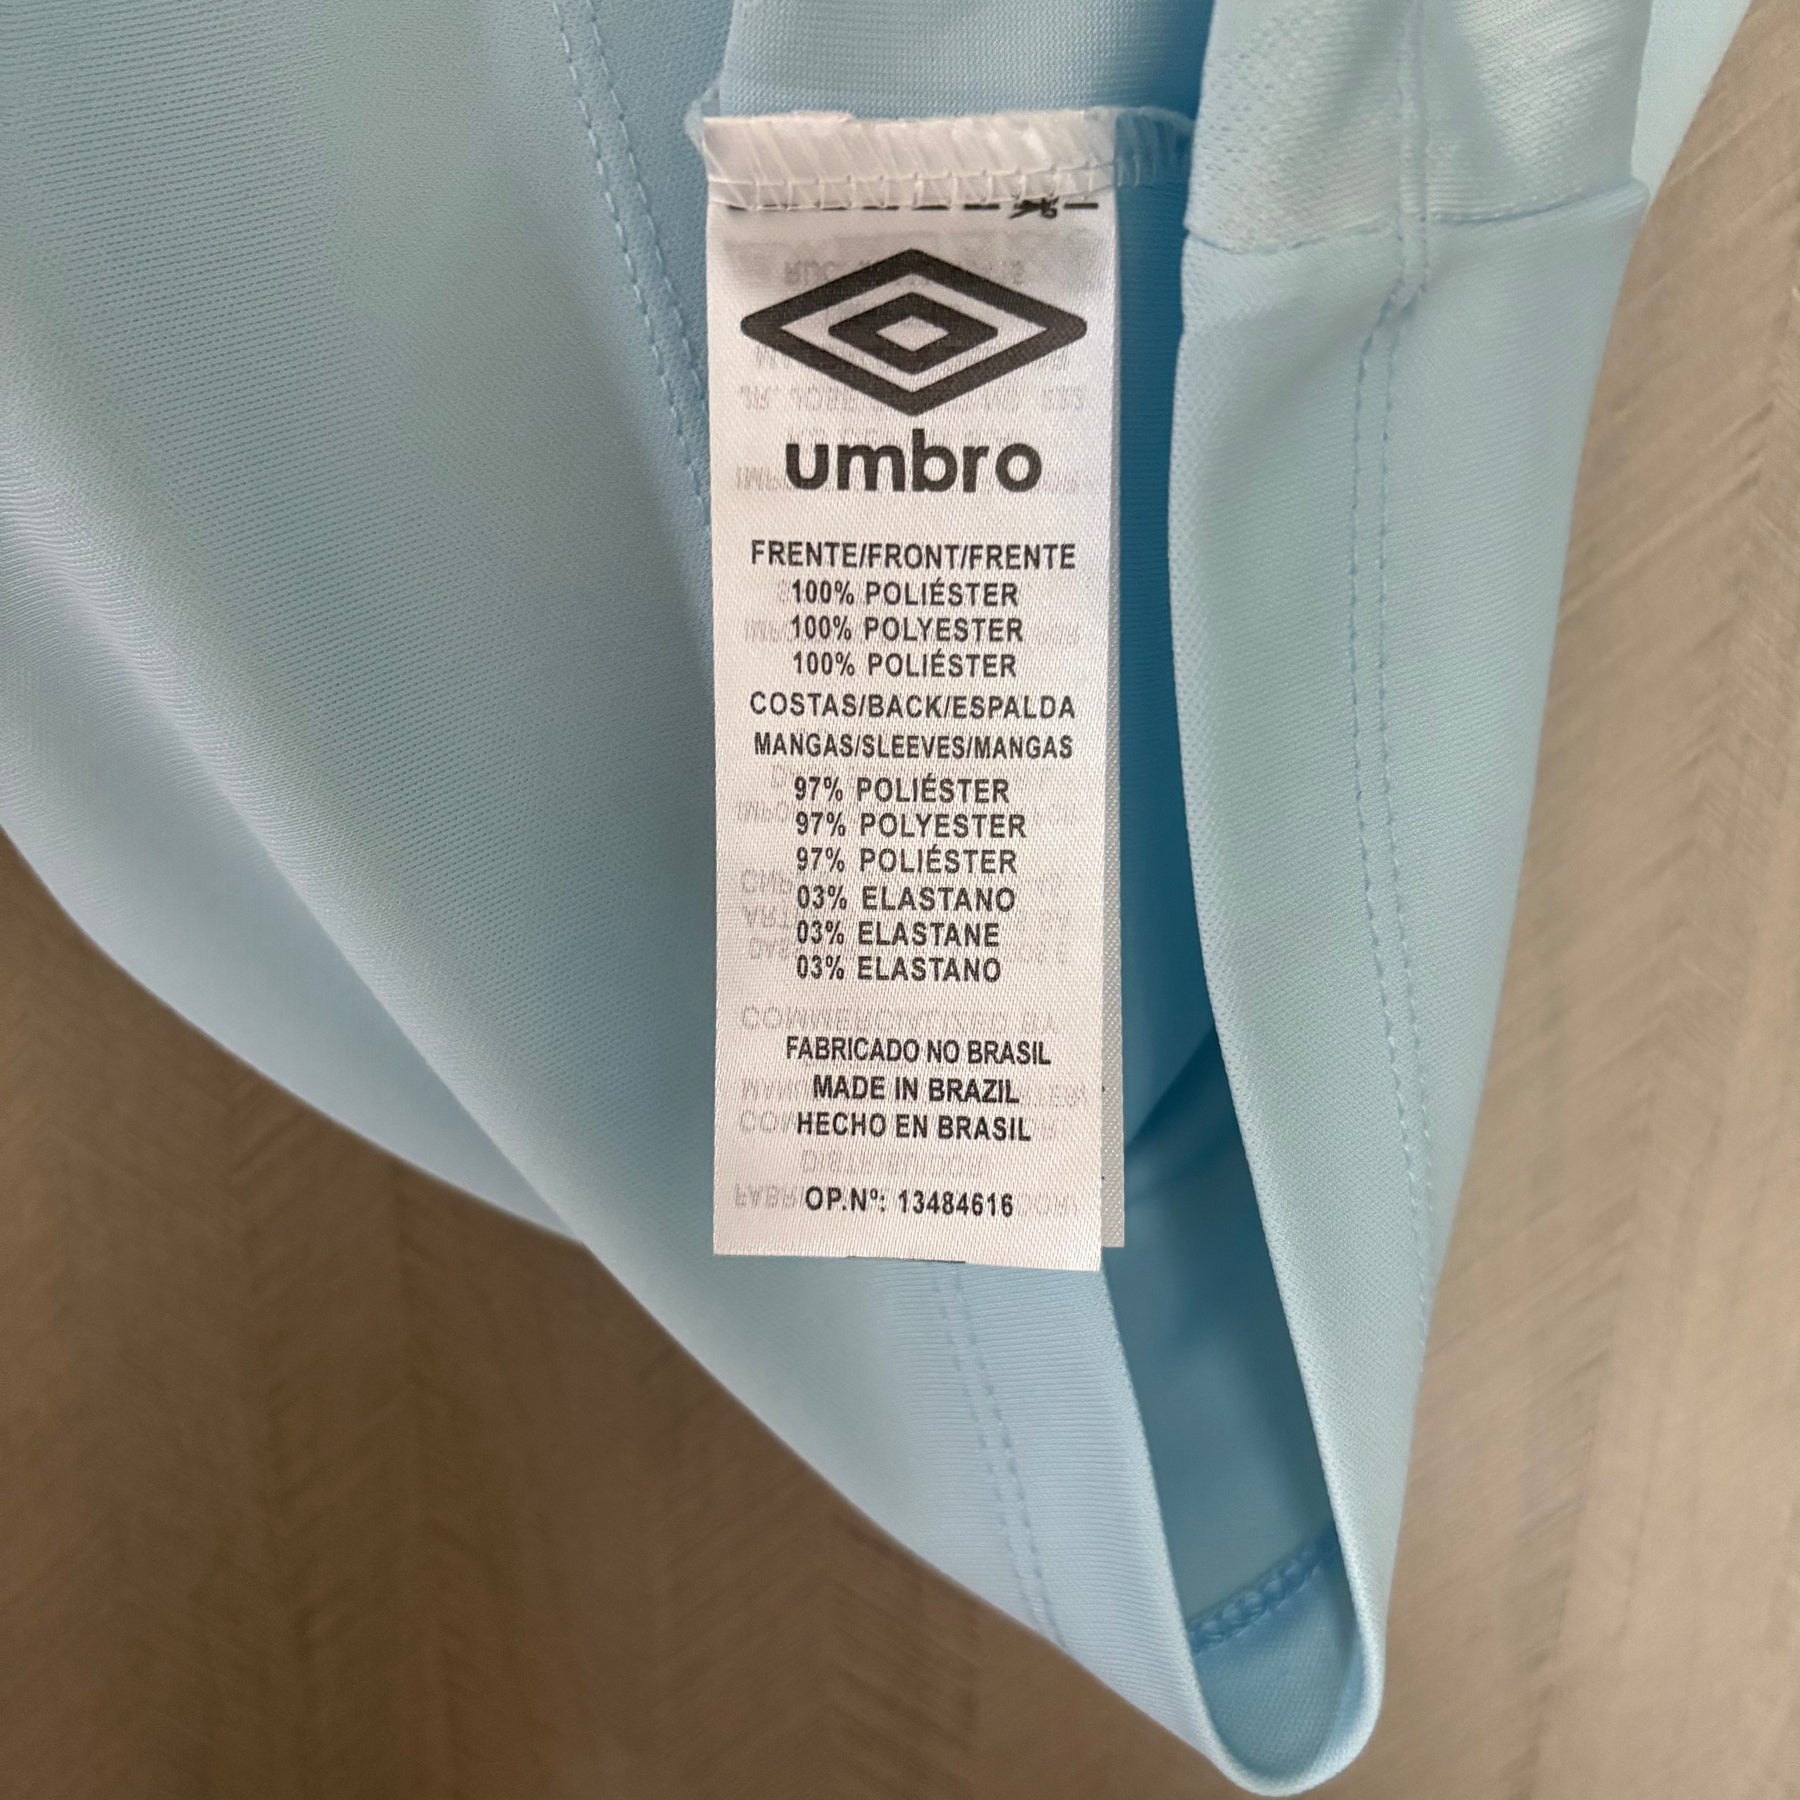 umbro
FRENTE/FRONT/FRENTE
100% POLIÉSTER
100% POLYESTER
100% POLIÉSTER
COSTAS/BACK/ESPALDA
MANGAS/SLEEVES/MANGAS
97% POLIÉSTER
97% POLYESTER
97% POLIÉSTER
03% ELASTANO
03% ELASTANE
03% ELASTANO
FABRICADO NO BRASIL
MADE IN BRAZIL
HECHO EN BRASIL
OP.Nº: 13484616